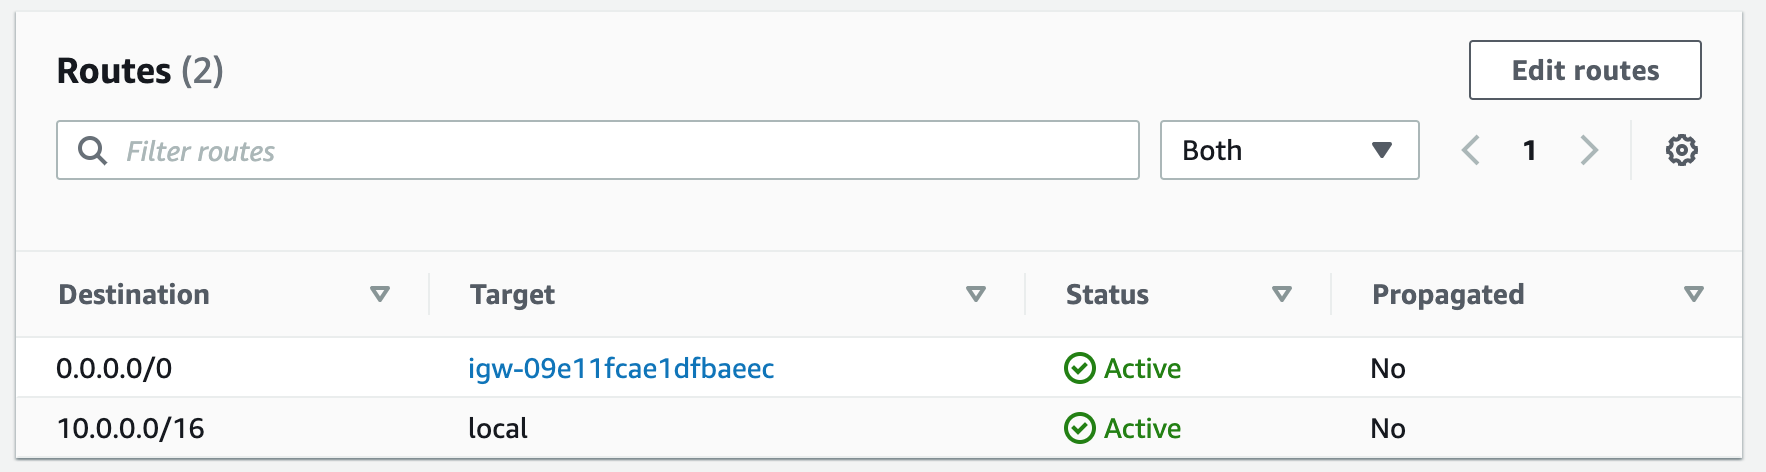 Routes (2)
Edit routes
Filter routes
Both
1
Destination Target Status Propagated
0.0.0.0/0 igw-09e11fcae1dfbaeec Active No
10.0.0.0/16 local Active No